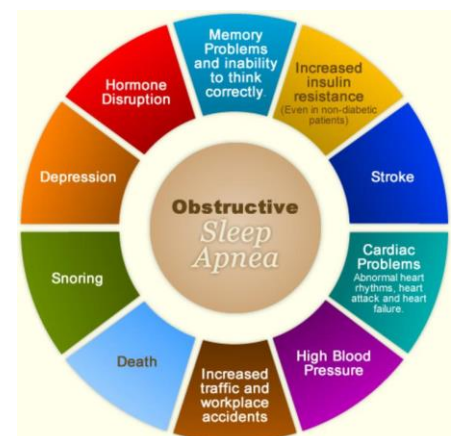 Memory
Problems
and inability
to think
correctly.
Increased
insulin
resistance
(Even in non-diabetic
patients)
Stroke
Cardiac
Problems
Abnormal heart
rhythms, heart
attack and heart
failure.
High Blood
Pressure
Increased
traffic and
workplace
accidents
Death
Snoring
Depression
Hormone
Disruption
Obstructive
Sleep
Apnea